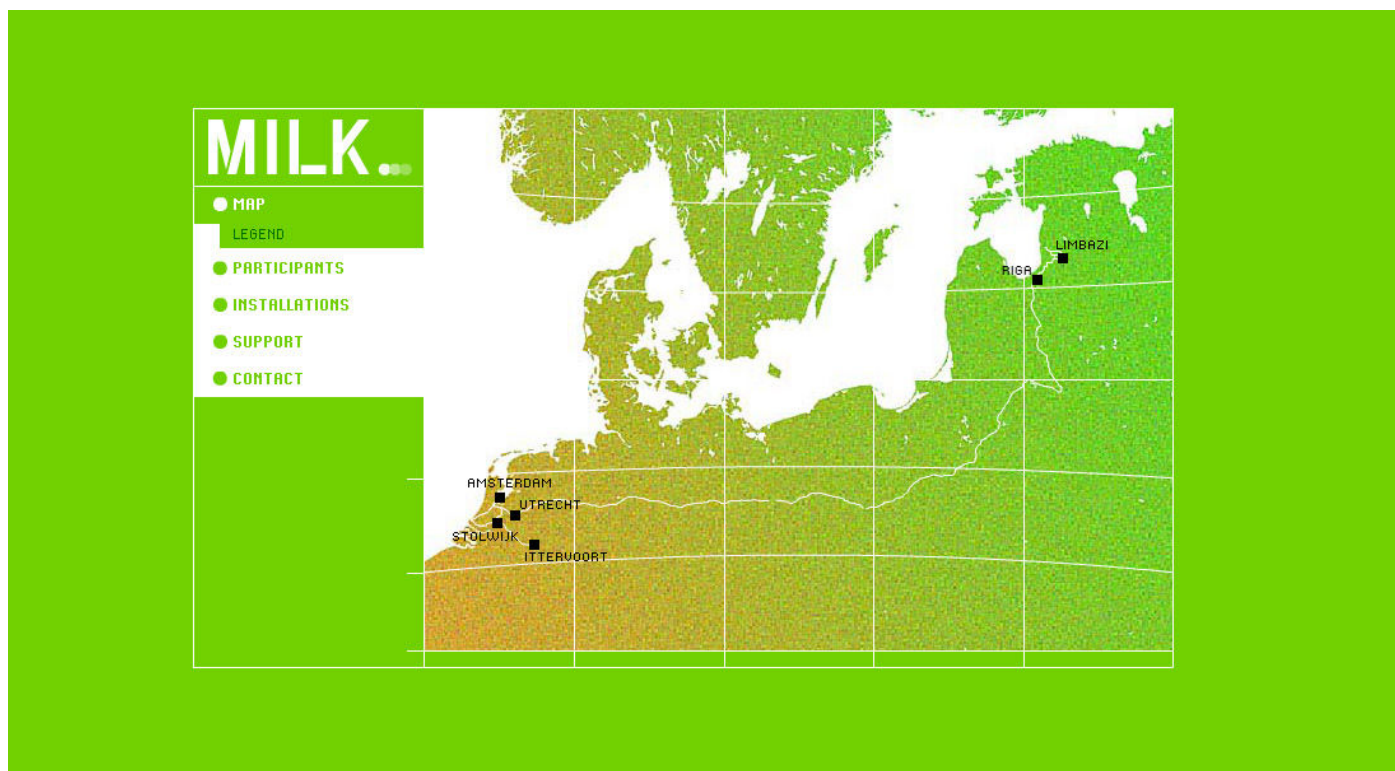 MILK
MAP
LEGEND
PARTICIPANTS
INSTALLATIONS
SUPPORT
CONTACT
LIMBAZI
RIGA
AMSTERDAM
UTRECHT
STOLWIJK
ITTERVOORT